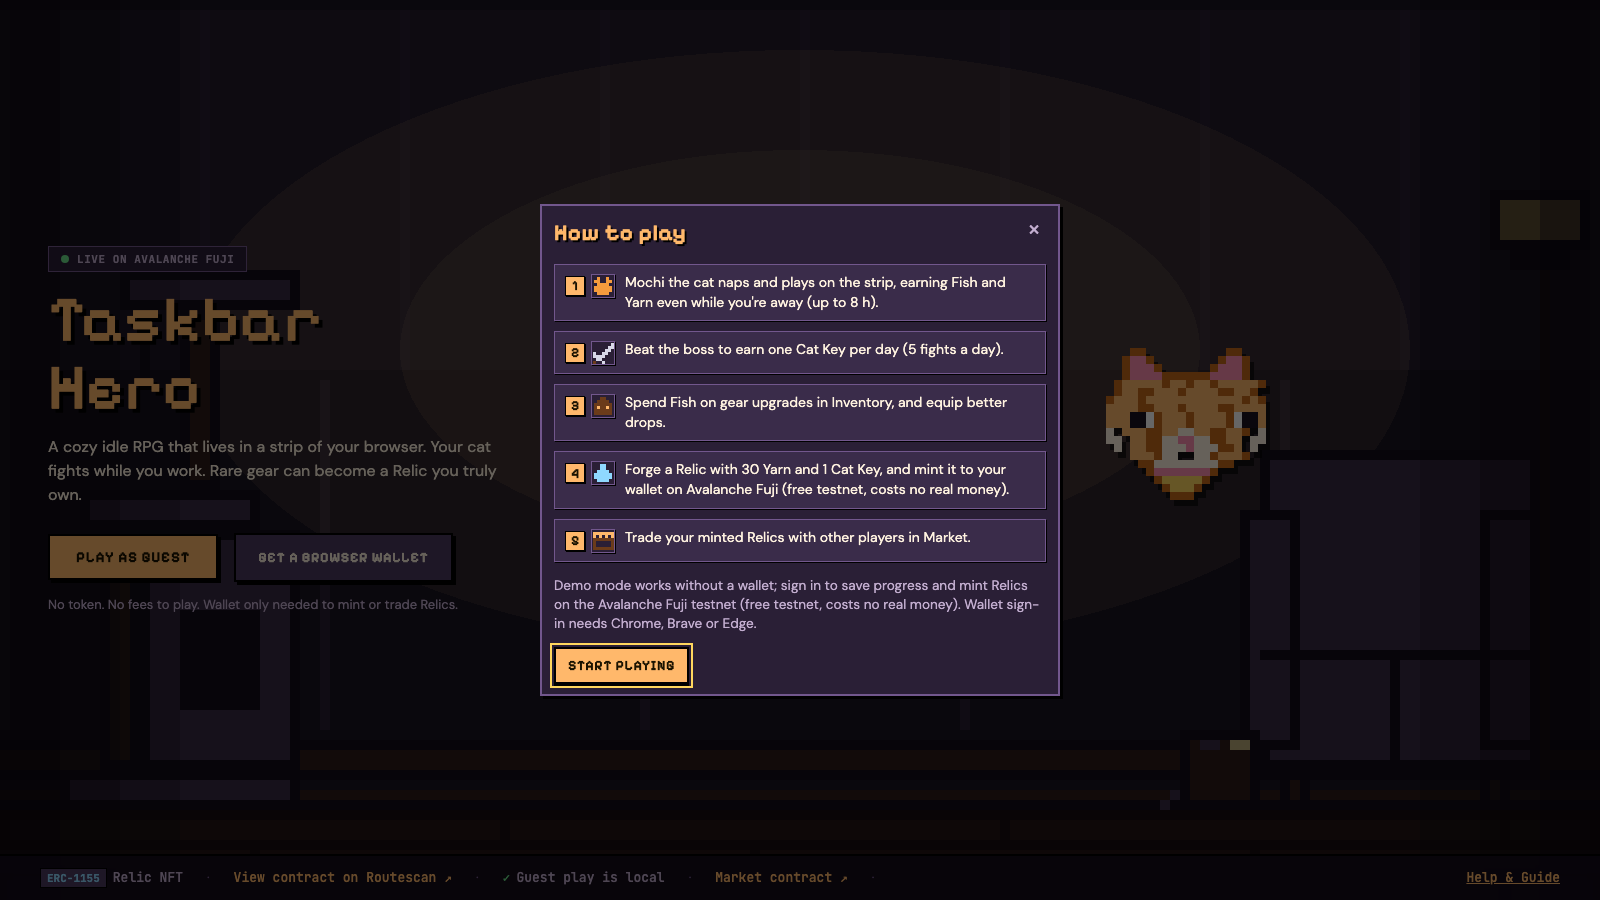 LIVE ON AVALANCHE FUJI
Taskbar
Hero
A cozy idle RPG that lives in a strip of your browser. Your cat
fights while you work. Rare gear can become a Relic you truly
own.
PLAY AS GUEST
GET A BROWSER WALLET
No token. No fees to play. Wallet only needed to mint or trade Relics.
How to play
×
1
Mochi the cat naps and plays on the strip, earning Fish and
Yarn even while you're away (up to 8 h).
2
Beat the boss to earn one Cat Key per day (5 fights a day).
3
Spend Fish on gear upgrades in Inventory, and equip better
drops.
4
Forge a Relic with 30 Yarn and 1 Cat Key, and mint it to your
wallet on Avalanche Fuji (free testnet, costs no real money).
5
Trade your minted Relics with other players in Market.
Demo mode works without a wallet; sign in to save progress and mint Relics
on the Avalanche Fuji testnet (free testnet, costs no real money). Wallet sign-
in needs Chrome, Brave or Edge.
START PLAYING
ERC-1155 Relic NFT · View contract on Routescan ↗ · ✓ Guest play is local · Market contract ↗ ·
Help & Guide